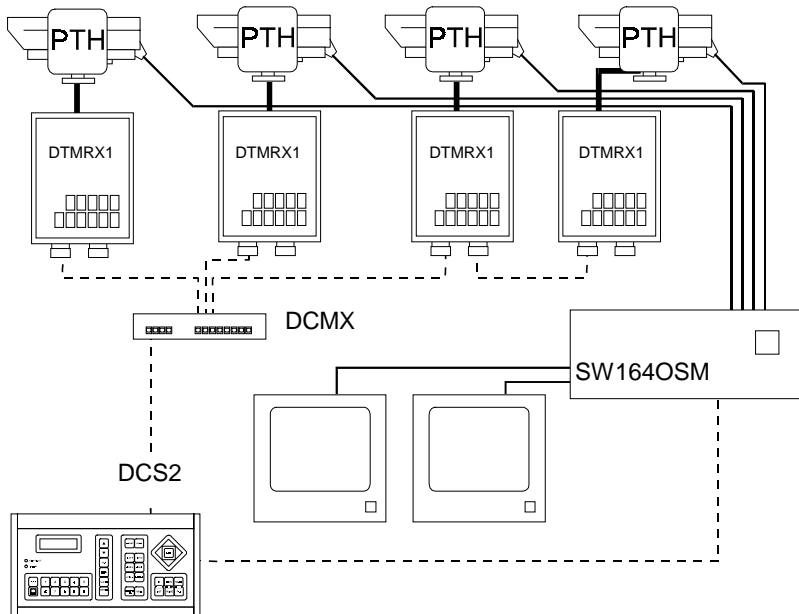 PTH PTH PTH PTH
DTMRX1 DTMRX1 DTMRX1 DTMRX1
DCMX
SW164OSM
DCS2